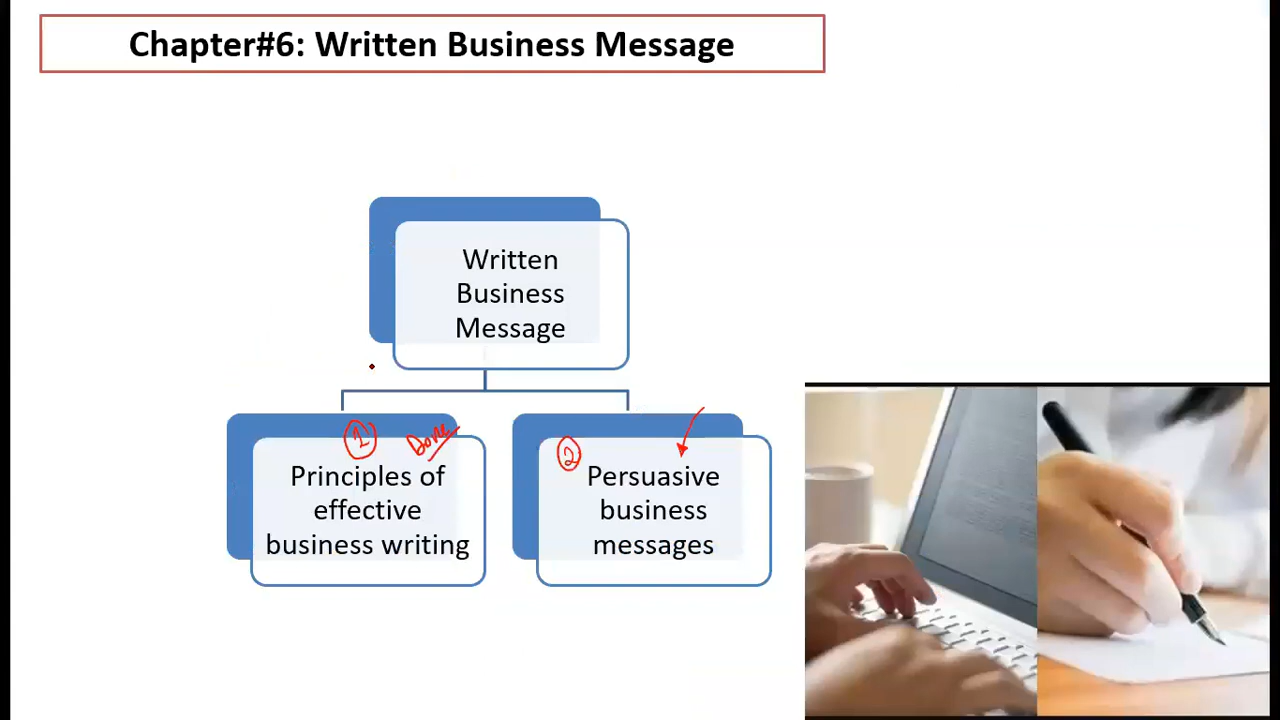 Chapter#6: Written Business Message
Written
Business
Message
1 Done
Principles of
effective
business writing
2
Persuasive
business
messages